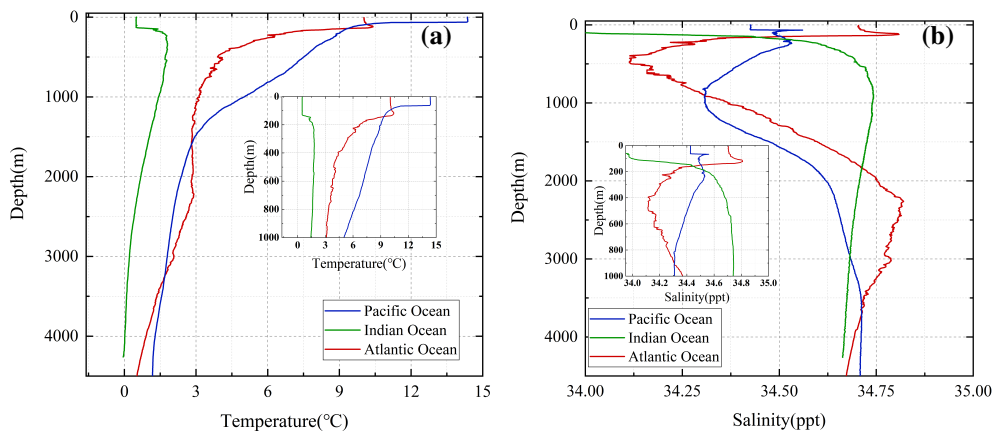 (a)
0
1000
2000
3000
4000
Depth(m)
0
3
6
9
12
15
Temperature(°C)
0
200
400
600
800
1000
Depth(m)
0
3
6
9
12
15
Temperature(°C)
Pacific Ocean
Indian Ocean
Atlantic Ocean
(b)
0
1000
2000
3000
4000
Depth(m)
34.00
34.25
34.50
34.75
35.00
Salinity(ppt)
0
200
400
600
800
1000
Depth(m)
34.0
34.2
34.4
34.6
34.8
35.0
Salinity(ppt)
Pacific Ocean
Indian Ocean
Atlantic Ocean